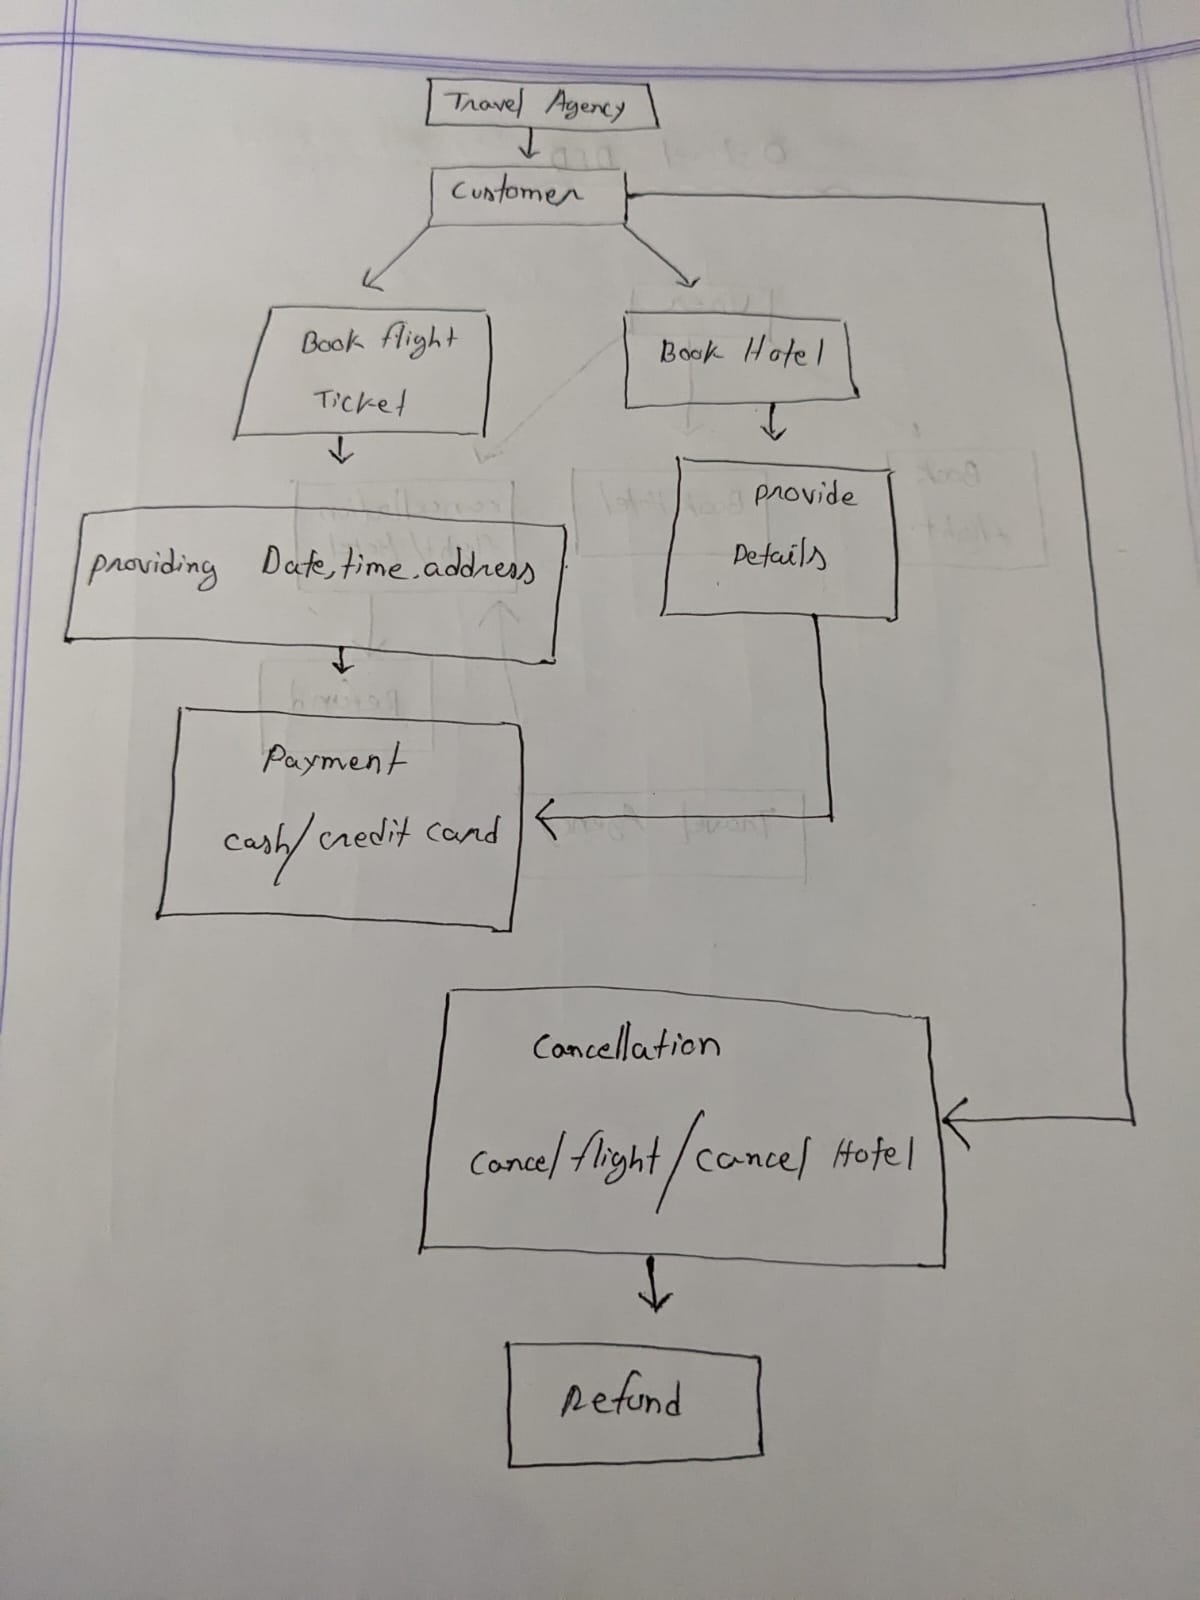 Travel Agency
Customer
Book flight
Ticket
Book Hotel
Provide
Details
Providing Date, time, address
Payment
cash/credit card
Cancellation
Cancel flight/cancel Hotel
Refund